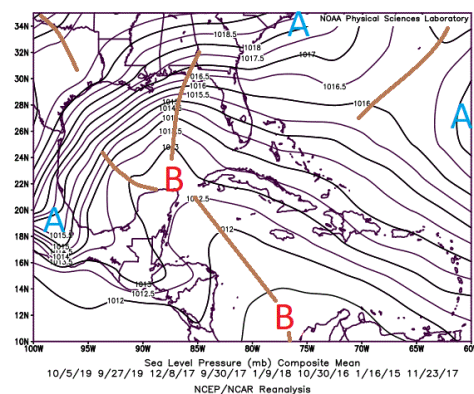 NOAA Physical Sciences Laboratory
A
1018.5
1018
1017.5
1017
1016.5
1016
1015.5
1016.5
A
1013
B
1012.5
A
1012
1015.5
1013.5
1013
1012.5
1012
1012
B
34N
32N
30N
28N
26N
24N
22N
20N
18N
16N
14N
12N
10N
100W 95W 90W 85W 80W 75W 70W 65W 60W
Sea Level Pressure (mb) Composite Mean
10/5/19 9/27/19 12/8/17 9/30/17 1/9/18 10/30/16 1/16/15 11/23/17
NCEP/NCAR Reanalysis